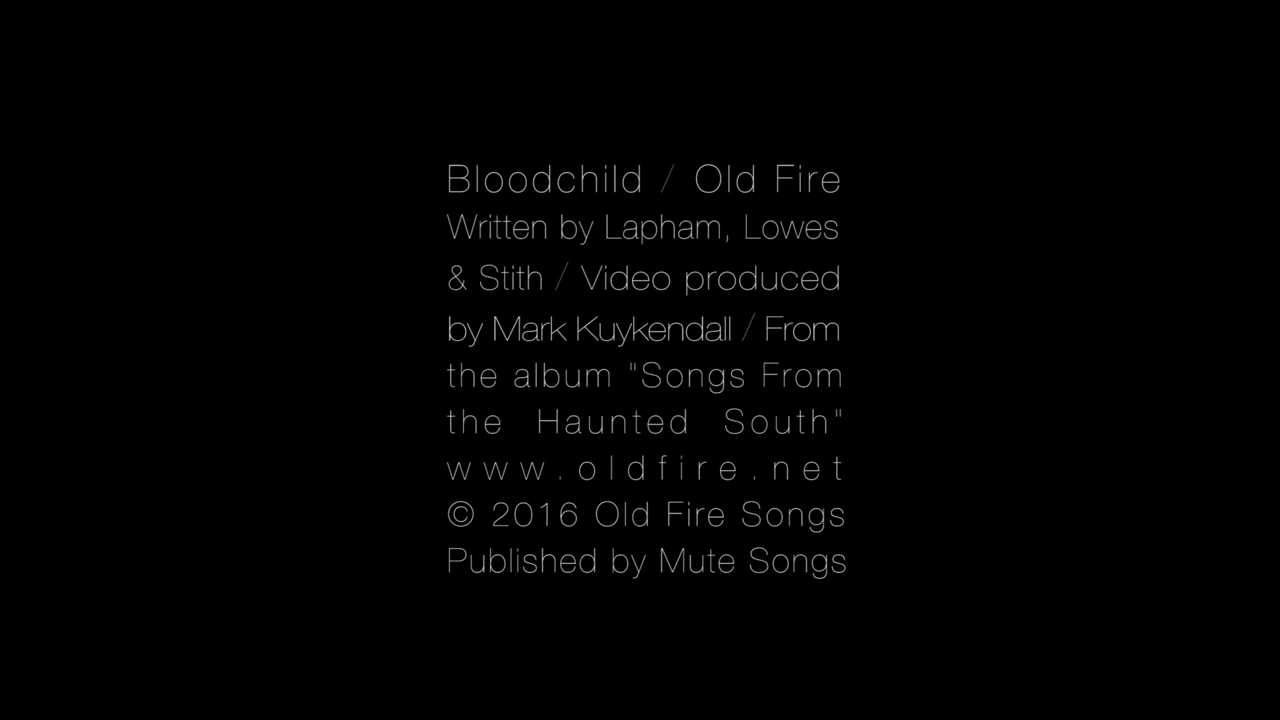 Bloodchild / Old Fire
Written by Lapham, Lowes
& Stith / Video produced
by Mark Kuykendall / From
the album "Songs From
the Haunted South"
www.oldfire.net
© 2016 Old Fire Songs
Published by Mute Songs